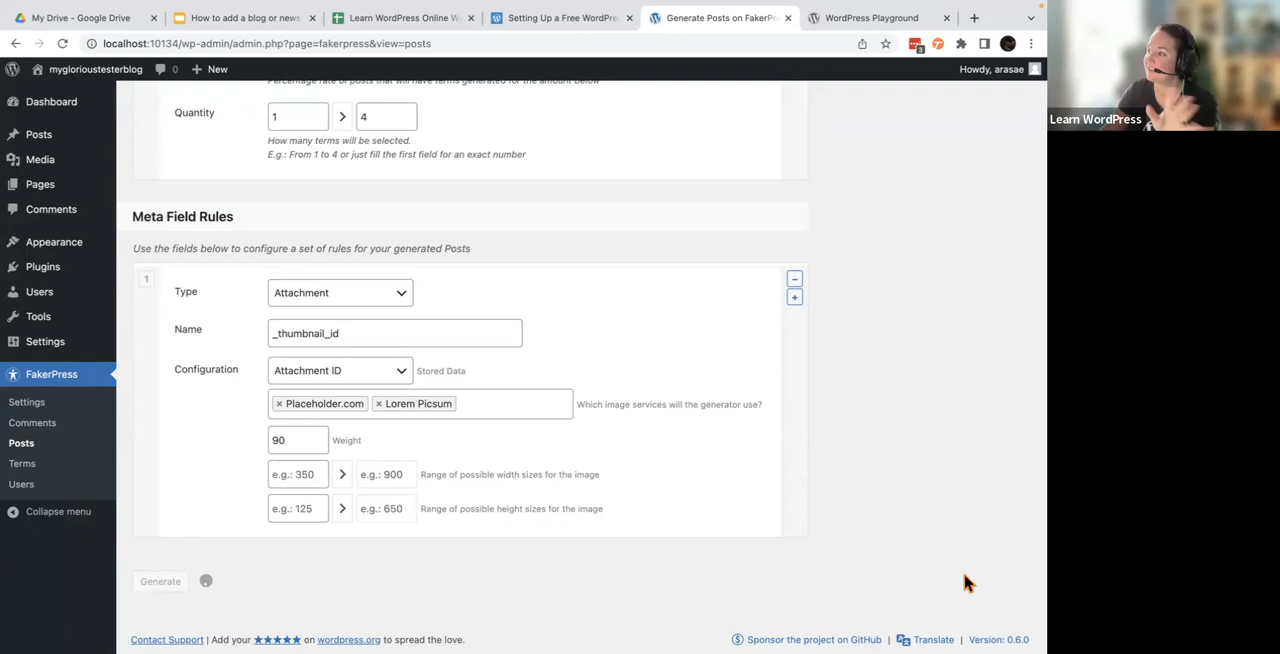 My Drive - Google Drive
How to add a blog or news
Learn WordPress Online W
Setting Up a Free WordPre
Generate Posts on FakerPr
WordPress Playground
localhost:10134/wp-admin/admin.php?page=fakerpress&view=posts
3
myglorioustesterblog
0
New
Howdy, arasae
Learn WordPress
Dashboard
Posts
Media
Pages
Comments
Appearance
Plugins
Users
Tools
Settings
FakerPress
Settings
Comments
Posts
Terms
Users
Collapse menu
Percentage rate of posts that will have terms generated for the amount below
Quantity
1
4
How many terms will be selected.
E.g.: From 1 to 4 or just fill the first field for an exact number
Meta Field Rules
Use the fields below to configure a set of rules for your generated Posts
1
Type
Attachment
Name
_thumbnail_id
Configuration
Attachment ID
Stored Data
× Placeholder.com × Lorem Picsum
Which image services will the generator use?
90
Weight
e.g.: 350
e.g.: 900
Range of possible width sizes for the image
e.g.: 125
e.g.: 650
Range of possible height sizes for the image
Generate
Contact Support | Add your ★★★★★ on wordpress.org to spread the love.
Sponsor the project on GitHub | Translate | Version: 0.6.0